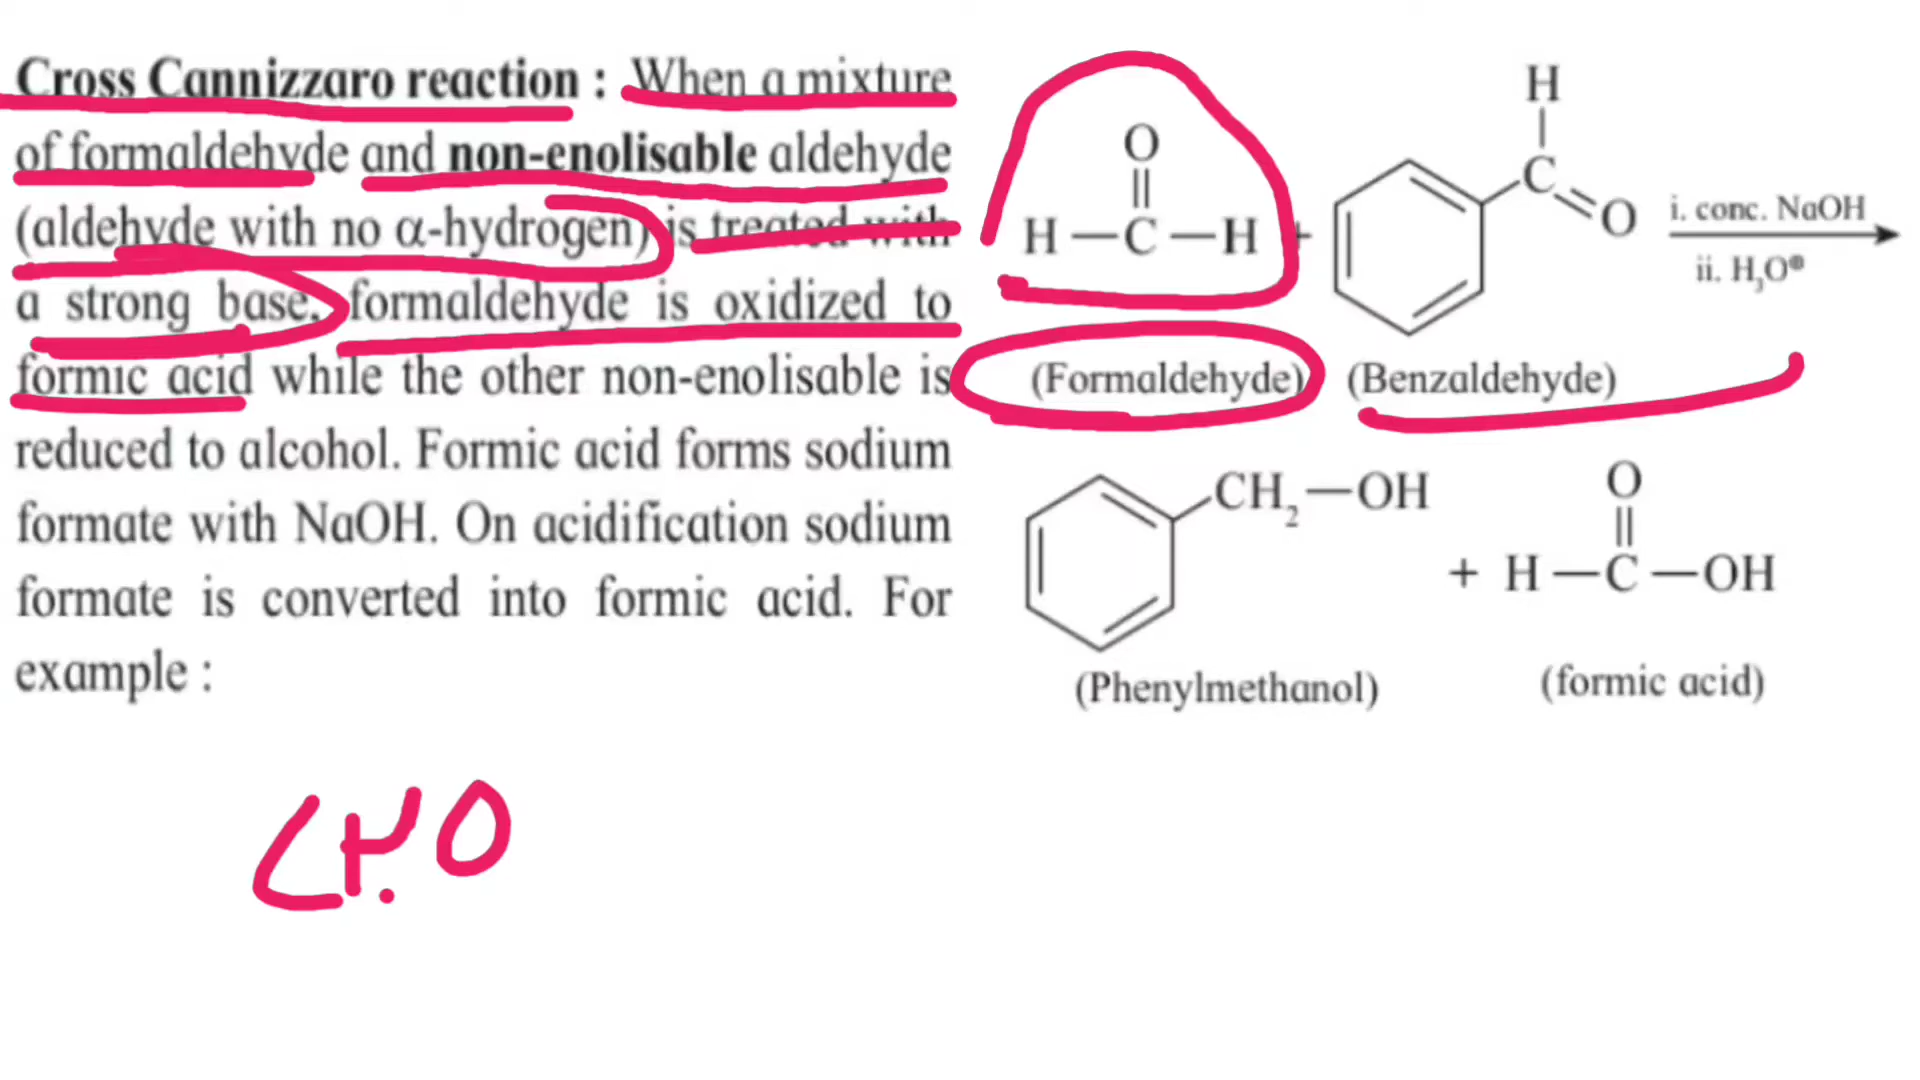 Cross Cannizzaro reaction : When a mixture
of formaldehyde and non-enolisable aldehyde
(aldehyde with no α-hydrogen) is treated with
a strong base, formaldehyde is oxidized to
formic acid while the other non-enolisable is
reduced to alcohol. Formic acid forms sodium
formate with NaOH. On acidification sodium
formate is converted into formic acid. For
example :
O
H—C—H +
H
C
O
i. conc. NaOH
ii. H₃O⊕
(Formaldehyde) (Benzaldehyde)
CH₂—OH
O
+ H—C—OH
(Phenylmethanol) (formic acid)